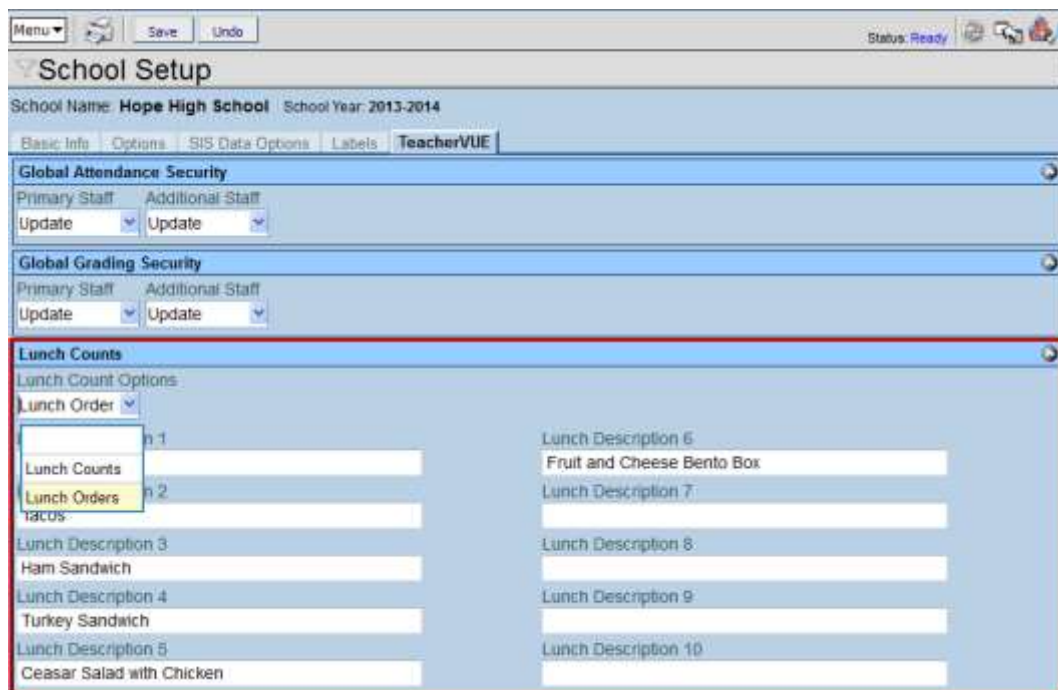 Menu Save Undo Status: Ready
School Setup
School Name: Hope High School School Year: 2013-2014
Basic Info Options SIS Data Options Labels TeacherVUE
Global Attendance Security
Primary Staff Additional Staff
Update Update
Global Grading Security
Primary Staff Additional Staff
Update Update
Lunch Counts
Lunch Count Options
Lunch Order
n 1 Lunch Description 6
Fruit and Cheese Bento Box
Lunch Counts
Lunch Orders n 2 Lunch Description 7
Tacos
Lunch Description 3 Lunch Description 8
Ham Sandwich
Lunch Description 4 Lunch Description 9
Turkey Sandwich
Lunch Description 5 Lunch Description 10
Ceasar Salad with Chicken